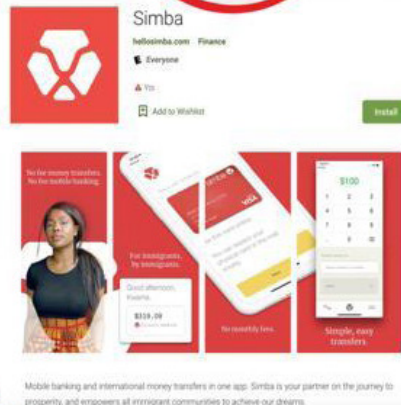 Simba
hellosimba.com Finance
Everyone
Add to Wishlist
Install
No fee money transfers.
No fee mobile banking.
For immigrants,
by immigrants.
Good afternoon,
Kwame.
$319.09
VISA
No monthly fees.
$100
1 2 3
4 5 6
7 8 9
. 0
Simple, easy
transfers.
Mobile banking and international money transfers in one app. Simba is your partner on the journey to
prosperity, and empowers all immigrant communities to achieve our dreams.